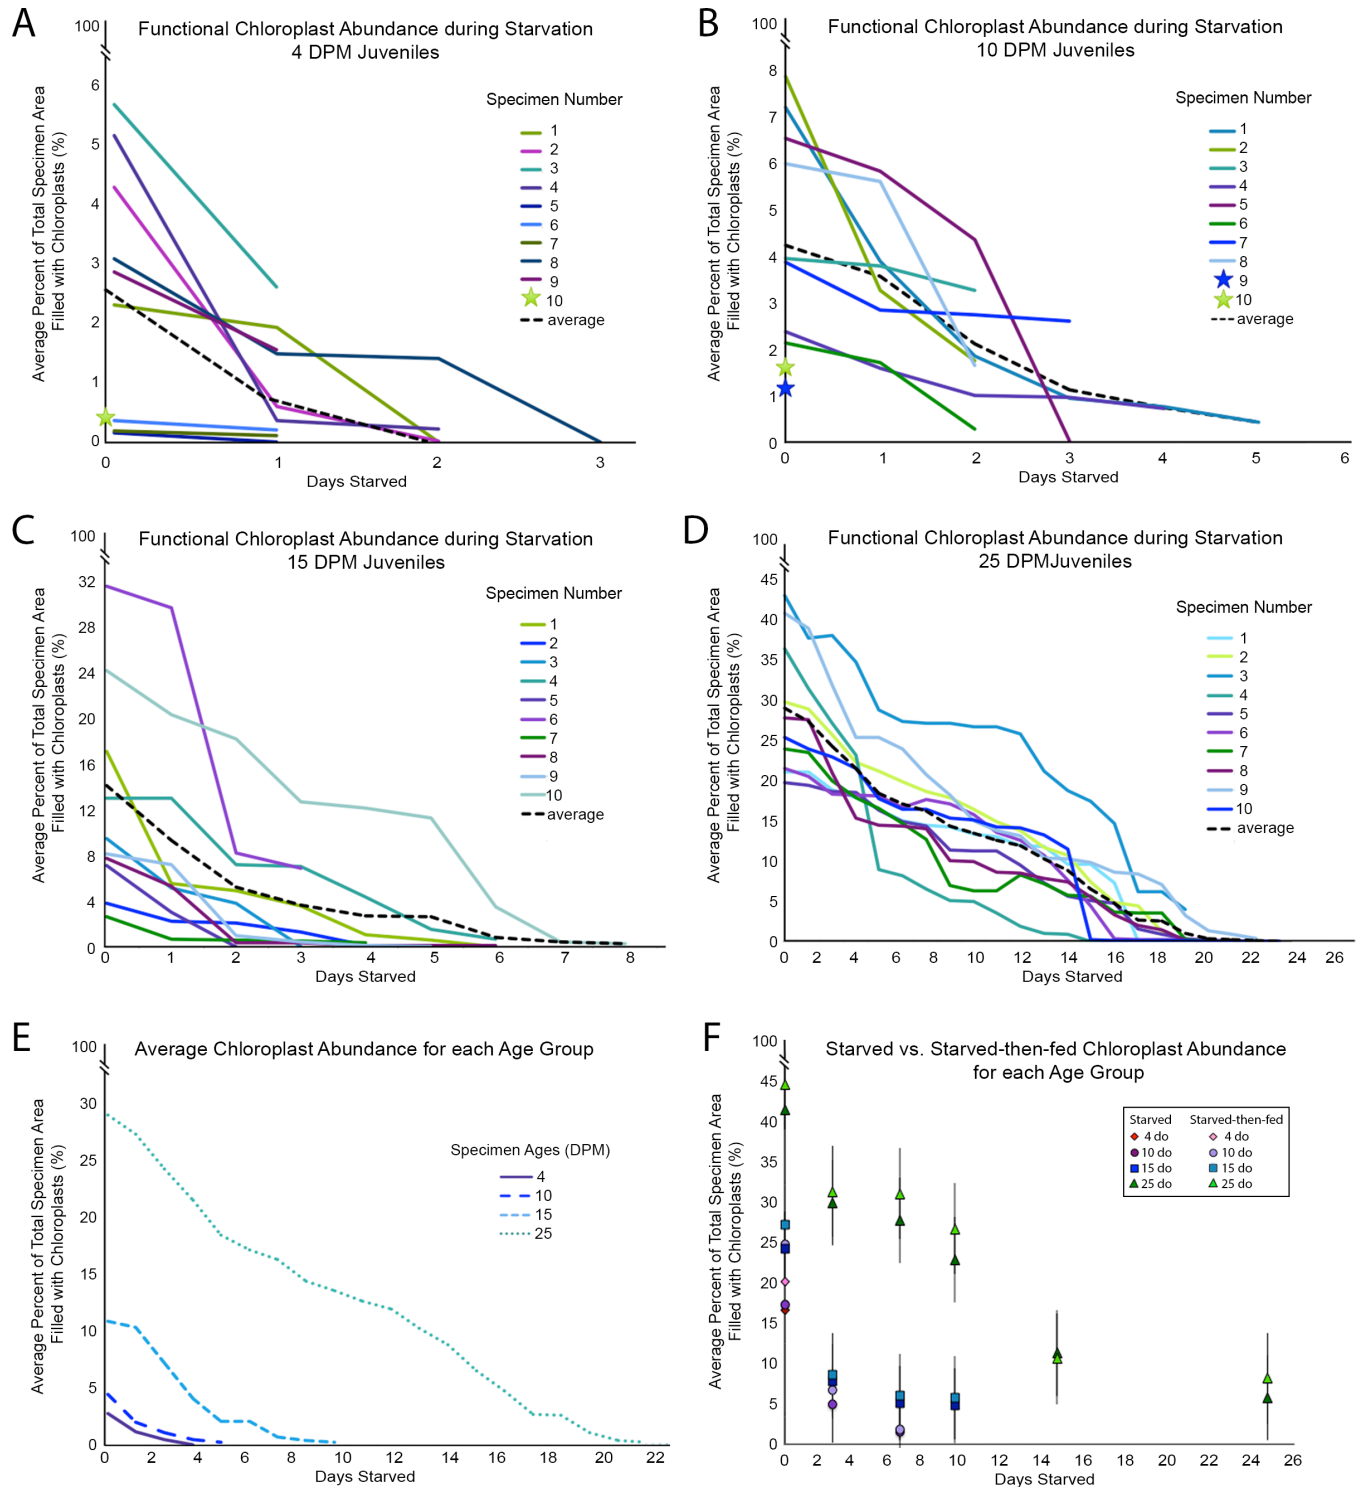 A
Functional Chloroplast Abundance during Starvation
4 DPM Juveniles
Average Percent of Total Specimen Area
Filled with Chloroplasts (%)
100
6
5
4
3
2
1
0
Specimen Number
1
2
3
4
5
6
7
8
9
10
average
0 1 2 3
Days Starved
B
Functional Chloroplast Abundance during Starvation
10 DPM Juveniles
Average Percent of Total Specimen Area
Filled with Chloroplasts (%)
100
8
7
6
5
4
3
2
1
0
Specimen Number
1
2
3
4
5
6
7
8
9
10
average
0 1 2 3 4 5 6
Days Starved
C
Functional Chloroplast Abundance during Starvation
15 DPM Juveniles
Average Percent of Total Specimen Area
Filled with Chloroplasts (%)
100
32
28
24
20
16
12
8
4
0
Specimen Number
1
2
3
4
5
6
7
8
9
10
average
0 1 2 3 4 5 6 7 8
Days Starved
D
Functional Chloroplast Abundance during Starvation
25 DPMJuveniles
Average Percent of Total Specimen Area
Filled with Chloroplasts (%)
100
45
40
35
30
25
20
15
10
5
0
Specimen Number
1
2
3
4
5
6
7
8
9
10
average
0 2 4 6 8 10 12 14 16 18 20 22 24 26
Days Starved
E
Average Chloroplast Abundance for each Age Group
Average Percent of Total Specimen Area
Filled with Chloroplasts (%)
100
30
25
20
15
10
5
0
Specimen Ages (DPM)
4
10
15
25
0 2 4 6 8 10 12 14 16 18 20 22
Days Starved
F
Starved vs. Starved-then-fed Chloroplast Abundance
for each Age Group
Average Percent of Total Specimen Area
Filled with Chloroplasts (%)
100
45
40
35
30
25
20
15
10
5
0
Starved Starved-then-fed
4 do 4 do
10 do 10 do
15 do 15 do
25 do 25 do
0 2 4 6 8 10 12 14 16 18 20 22 24 26
Days Starved